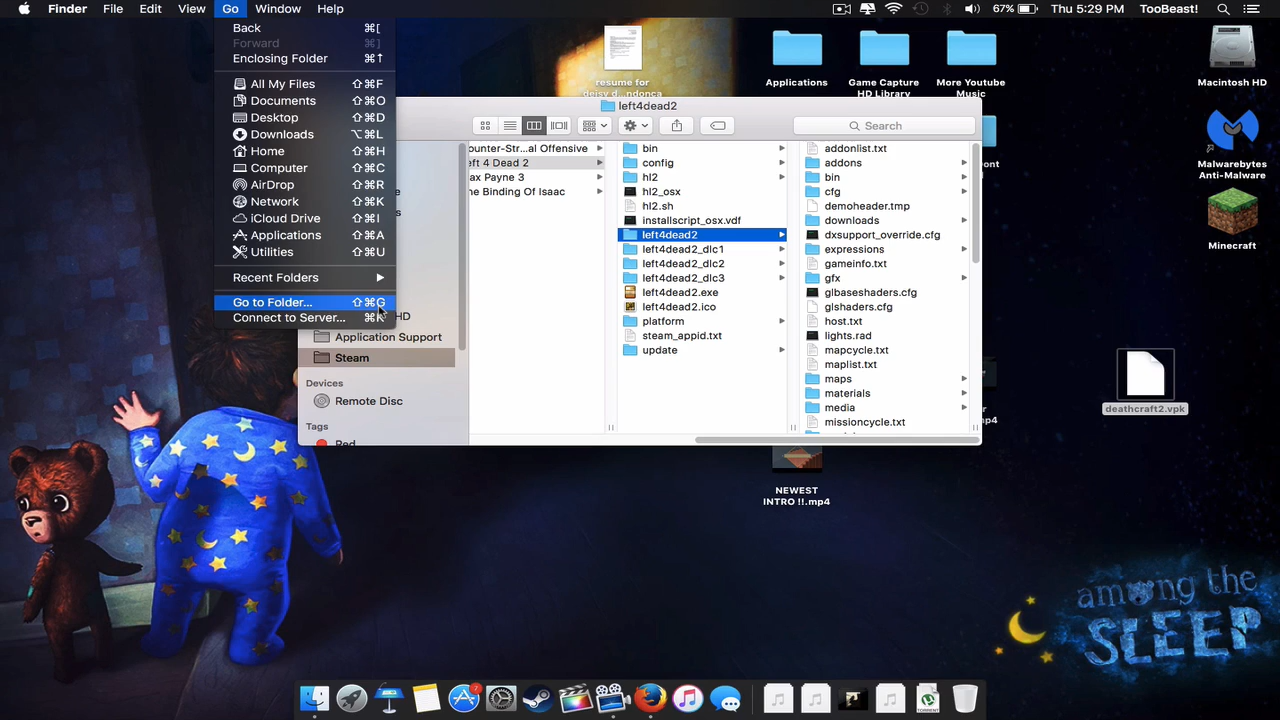 Finder File Edit View Go Window Help 67% Thu 5:29 PM TooBeast!
Back ⌘[
Forward ⌘]
Enclosing Folder ⌘↑
All My Files ⇧⌘F
Documents ⇧⌘O
Desktop ⇧⌘D
Downloads ⌥⌘L
Home ⇧⌘H
Computer ⇧⌘C
AirDrop ⇧⌘R
Network ⇧⌘K
iCloud Drive ⇧⌘I
Applications ⇧⌘A
Utilities ⇧⌘U
Recent Folders
Go to Folder... ⇧⌘G
Connect to Server... ⌘K
HD
Application Support
Steam
Devices
Remote Disc
Tags
Red
left4dead2
Search
ounter-Str...al Offensive
eft 4 Dead 2
ax Payne 3
he Binding Of Isaac
bin
config
hl2
hl2_osx
hl2.sh
installscript_osx.vdf
left4dead2
left4dead2_dlc1
left4dead2_dlc2
left4dead2_dlc3
left4dead2.exe
left4dead2.ico
platform
steam_appid.txt
update
addonlist.txt
addons
bin
cfg
demoheader.tmp
downloads
dxsupport_override.cfg
expressions
gameinfo.txt
gfx
glbaseshaders.cfg
glshaders.cfg
host.txt
lights.rad
mapcycle.txt
maplist.txt
maps
materials
media
missioncycle.txt
resume for
deisy d...ndonca
Applications
Game Capture
HD Library
More Youtube
Music
ont
mp4
NEWEST
INTRO !!.mp4
Macintosh HD
Malwarebytes
Anti-Malware
Minecraft
deathcraft2.vpk
among the
SLEEP
TORRENT